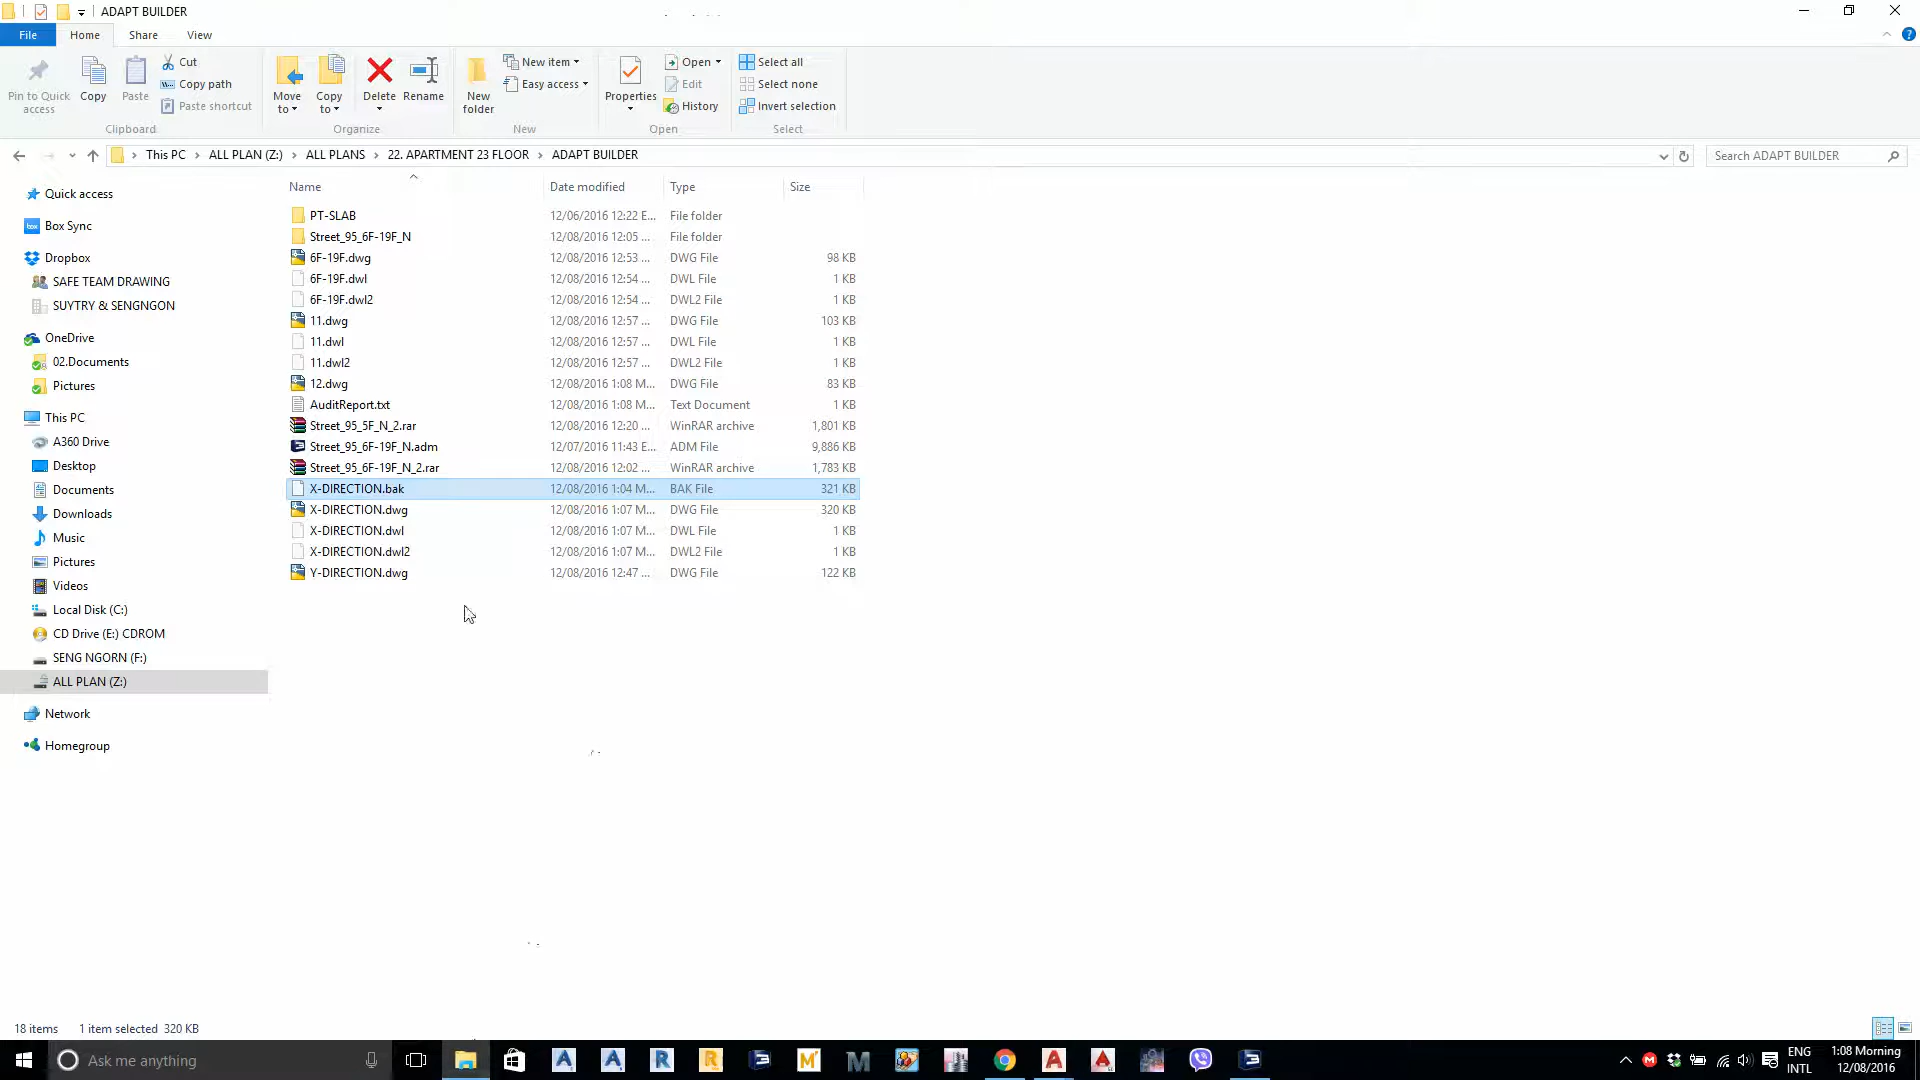 ADAPT BUILDER
File Home Share View
Pin to Quick access
Copy
Paste
Cut
Copy path
Paste shortcut
Clipboard
Move to
Copy to
Delete
Rename
Organize
New folder
New item
Easy access
New
Properties
Open
Edit
History
Open
Select all
Select none
Invert selection
Select
This PC > ALL PLAN (Z:) > ALL PLANS > 22. APARTMENT 23 FLOOR > ADAPT BUILDER
Search ADAPT BUILDER
Quick access
Box Sync
Dropbox
SAFE TEAM DRAWING
SUYTRY & SENGNGON
OneDrive
02.Documents
Pictures
This PC
A360 Drive
Desktop
Documents
Downloads
Music
Pictures
Videos
Local Disk (C:)
CD Drive (E:) CDROM
SENG NGORN (F:)
ALL PLAN (Z:)
Network
Homegroup
Name Date modified Type Size
PT-SLAB 12/06/2016 12:22 E... File folder
Street_95_6F-19F_N 12/08/2016 12:05 ... File folder
6F-19F.dwg 12/08/2016 12:53 ... DWG File 98 KB
6F-19F.dwl 12/08/2016 12:54 ... DWL File 1 KB
6F-19F.dwl2 12/08/2016 12:54 ... DWL2 File 1 KB
11.dwg 12/08/2016 12:57 ... DWG File 103 KB
11.dwl 12/08/2016 12:57 ... DWL File 1 KB
11.dwl2 12/08/2016 12:57 ... DWL2 File 1 KB
12.dwg 12/08/2016 1:08 M... DWG File 83 KB
AuditReport.txt 12/08/2016 1:08 M... Text Document 1 KB
Street_95_5F_N_2.rar 12/08/2016 12:20 ... WinRAR archive 1,801 KB
Street_95_6F-19F_N.adm 12/07/2016 11:43 E... ADM File 9,886 KB
Street_95_6F-19F_N_2.rar 12/08/2016 12:02 ... WinRAR archive 1,783 KB
X-DIRECTION.bak 12/08/2016 1:04 M... BAK File 321 KB
X-DIRECTION.dwg 12/08/2016 1:07 M... DWG File 320 KB
X-DIRECTION.dwl 12/08/2016 1:07 M... DWL File 1 KB
X-DIRECTION.dwl2 12/08/2016 1:07 M... DWL2 File 1 KB
Y-DIRECTION.dwg 12/08/2016 12:47 ... DWG File 122 KB
18 items 1 item selected 320 KB
Ask me anything
ENG
INTL
1:08 Morning
12/08/2016